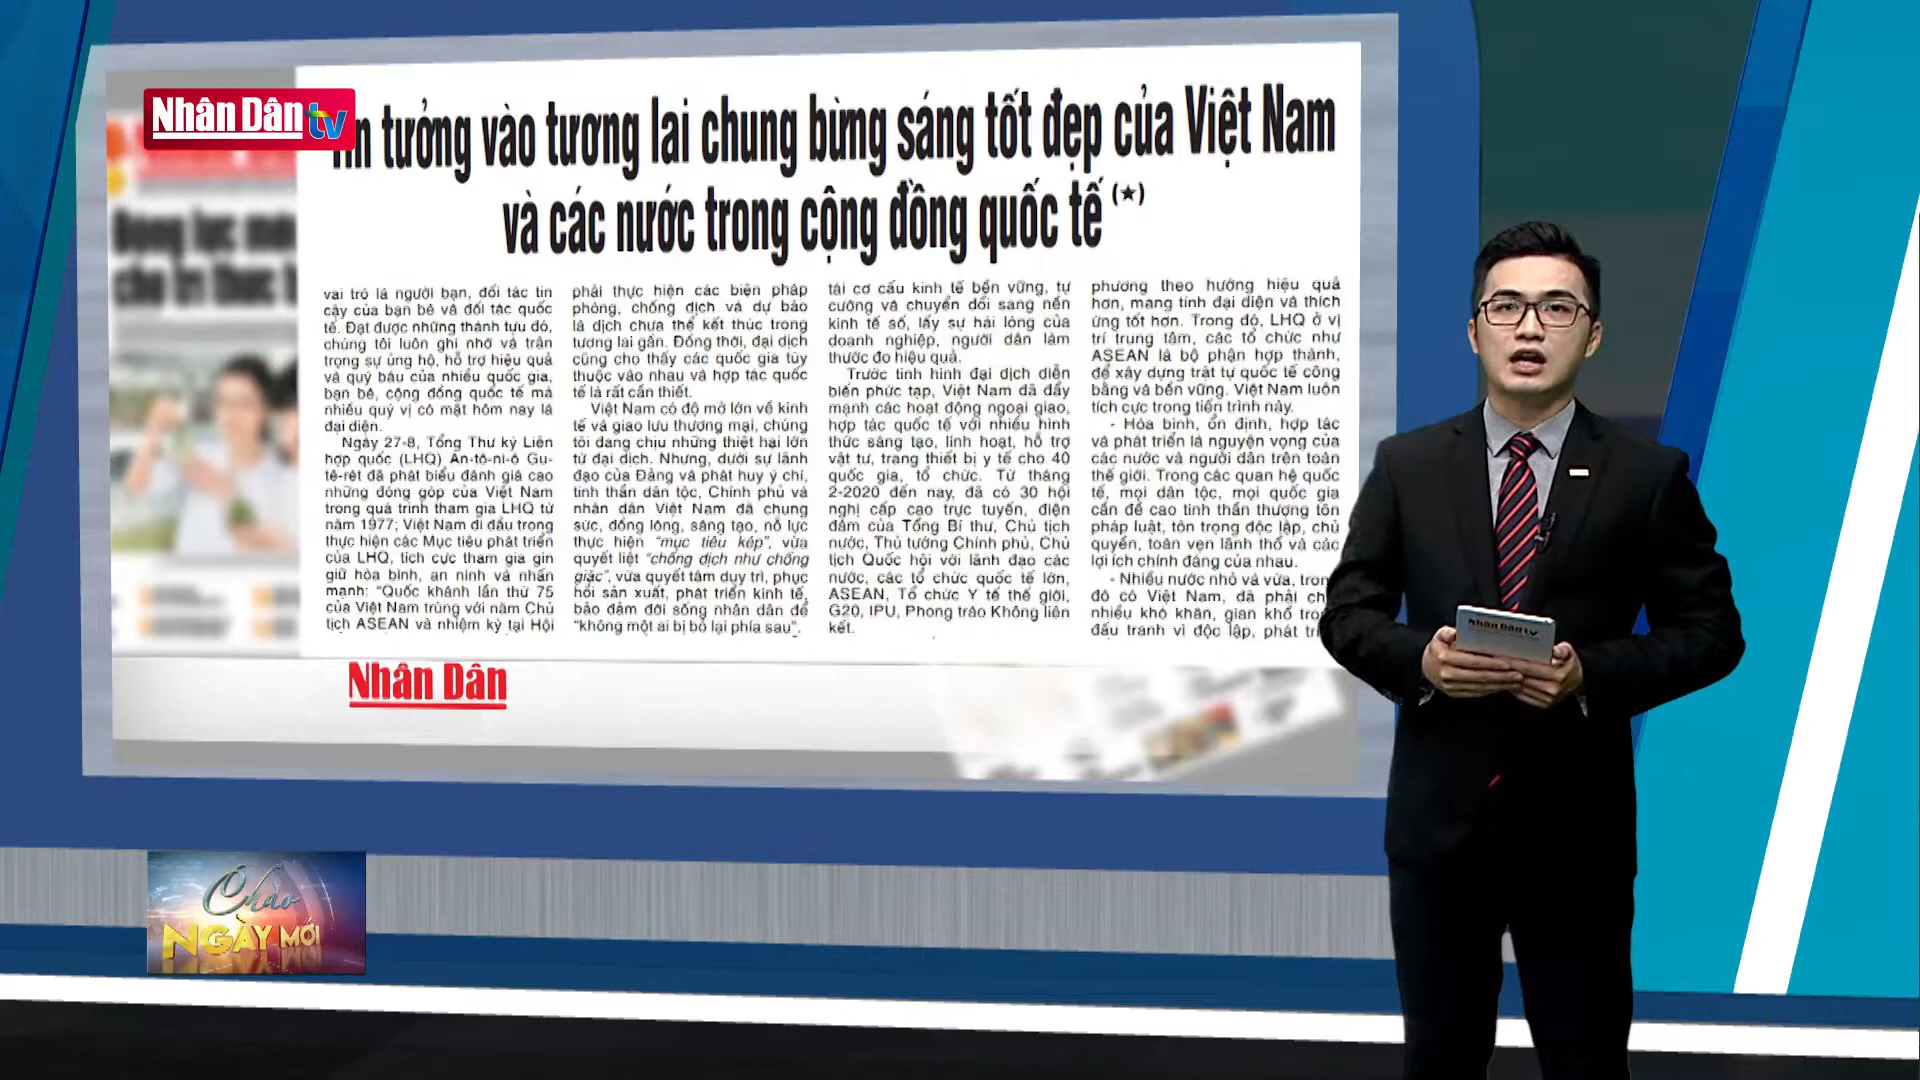 Nhân Dân tv
tưởng vào tương lai chung bừng sáng tốt đẹp của Việt Nam
và các nước trong cộng đồng quốc tế (★)
vai trò là người bạn, đối tác tin
cậy của bạn bè và đối tác quốc
tế. Đạt được những thành tựu đó,
chúng tôi luôn ghi nhớ và trân
trọng sự ủng hộ, hỗ trợ hiệu quả
và quý báu của nhiều quốc gia,
bạn bè, cộng đồng quốc tế mà
nhiều quý vị có mặt hôm nay là
đại diện.
Ngày 27-8, Tổng Thư ký Liên
hợp quốc (LHQ) An-tô-ni-ô Gu-
tê-rét đã phát biểu đánh giá cao
những đóng góp của Việt Nam
trong quá trình tham gia LHQ từ
năm 1977; Việt Nam đi đầu trong
thực hiện các Mục tiêu phát triển
của LHQ, tích cực tham gia gìn
giữ hòa bình, an ninh và nhấn
mạnh: “Quốc khánh lần thứ 75
của Việt Nam trùng với năm Chủ
tịch ASEAN và nhiệm kỳ tại Hội
phải thực hiện các biện pháp
phòng, chống dịch và dự báo
là dịch chưa thể kết thúc trong
tương lai gần. Đồng thời, đại dịch
cũng cho thấy các quốc gia tùy
thuộc vào nhau và hợp tác quốc
tế là rất cần thiết.
Việt Nam có độ mở lớn về kinh
tế và giao lưu thương mại, chúng
tôi đang chịu những thiệt hại lớn
từ đại dịch. Nhưng, dưới sự lãnh
đạo của Đảng và phát huy ý chí,
tinh thần dân tộc, Chính phủ và
nhân dân Việt Nam đã chung
sức, đồng lòng, sáng tạo, nỗ lực
thực hiện “mục tiêu kép”, vừa
quyết liệt “chống dịch như chống
giặc”, vừa quyết tâm duy trì, phục
hồi sản xuất, phát triển kinh tế,
bảo đảm đời sống nhân dân để
“không một ai bị bỏ lại phía sau”,
tái cơ cấu kinh tế bền vững, tự
cường và chuyển đổi sang nền
kinh tế số, lấy sự hài lòng của
doanh nghiệp, người dân làm
thước đo hiệu quả.
Trước tình hình đại dịch diễn
biến phức tạp, Việt Nam đã đẩy
mạnh các hoạt động ngoại giao,
hợp tác quốc tế với nhiều hình
thức sáng tạo, linh hoạt, hỗ trợ
vật tư, trang thiết bị y tế cho 40
quốc gia, tổ chức. Từ tháng
2-2020 đến nay, đã có 30 hội
nghị cấp cao trực tuyến, điện
đàm của Tổng Bí thư, Chủ tịch
nước, Thủ tướng Chính phủ, Chủ
tịch Quốc hội với lãnh đạo các
nước, các tổ chức quốc tế lớn,
ASEAN, Tổ chức Y tế thế giới,
G20, IPU, Phong trào Không liên
kết.
phương theo hướng hiệu quả
hơn, mang tính đại diện và thích
ứng tốt hơn. Trong đó, LHQ ở vị
trí trung tâm, các tổ chức như
ASEAN là bộ phận hợp thành,
để xây dựng trật tự quốc tế công
bằng và bền vững. Việt Nam luôn
tích cực trong tiến trình này.
- Hòa bình, ổn định, hợp tác
và phát triển là nguyện vọng của
các nước và người dân trên toàn
thế giới. Trong các quan hệ quốc
tế, mọi dân tộc, mọi quốc gia
cần đề cao tinh thần thượng tôn
pháp luật, tôn trọng độc lập, chủ
quyền, toàn vẹn lãnh thổ và các
lợi ích chính đáng của nhau.
- Nhiều nước nhỏ và vừa, tron
đó có Việt Nam, đã phải ch
nhiều khó khăn, gian khổ tro
đấu tranh vì độc lập, phát tri
Nhân Dân
Nhân Dân tv
Chào
NGÀY MỚI